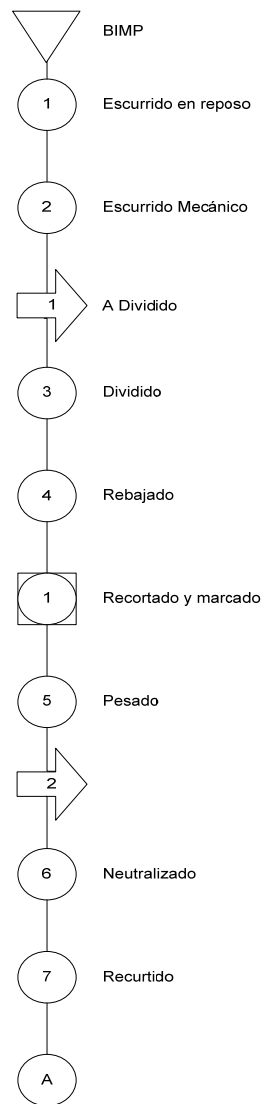 BIMP
1 Escurrido en reposo
2 Escurrido Mecánico
1 A Dividido
3 Dividido
4 Rebajado
1 Recortado y marcado
5 Pesado
2
6 Neutralizado
7 Recurtido
A